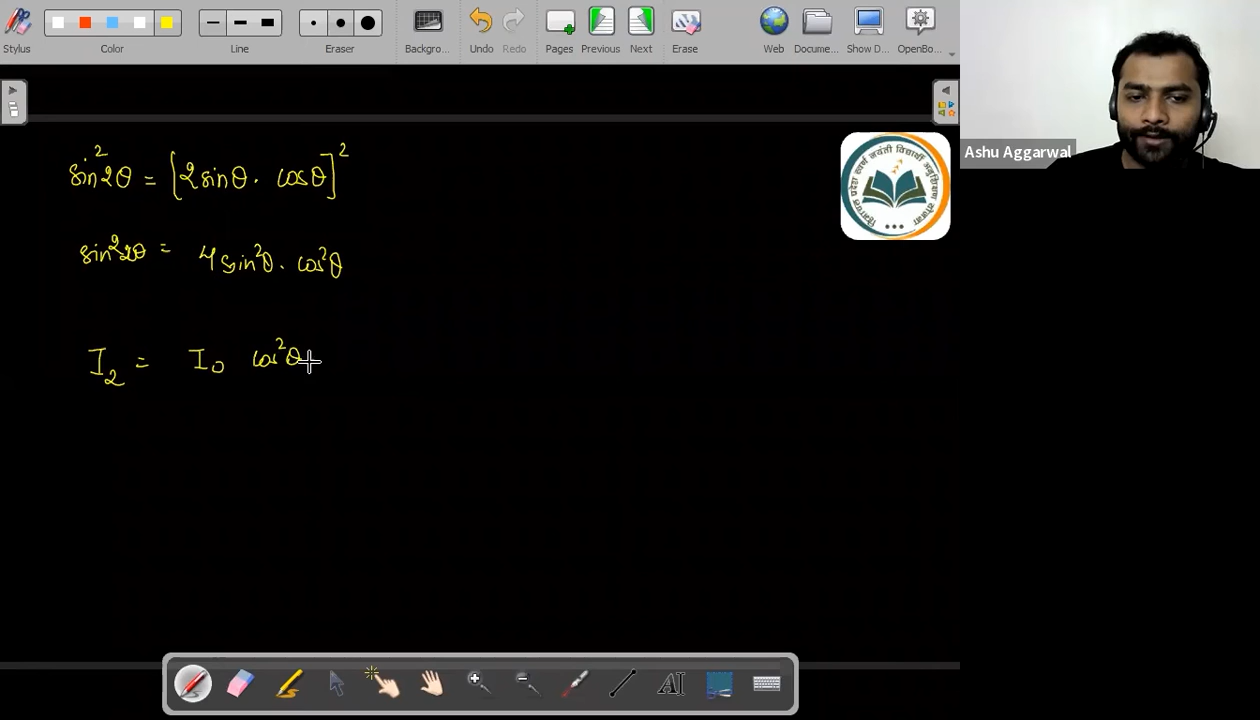 Stylus
Color
Line
Eraser
Backgro...
Undo
Redo
Pages
Previous
Next
Erase
Web
Docume...
Show D...
OpenBo...
Ashu Aggarwal
sin²2θ = [2sinθ. cosθ]²
sin²2θ = 4sin²θ. cos²θ
I₂ = I₀ cos²θ